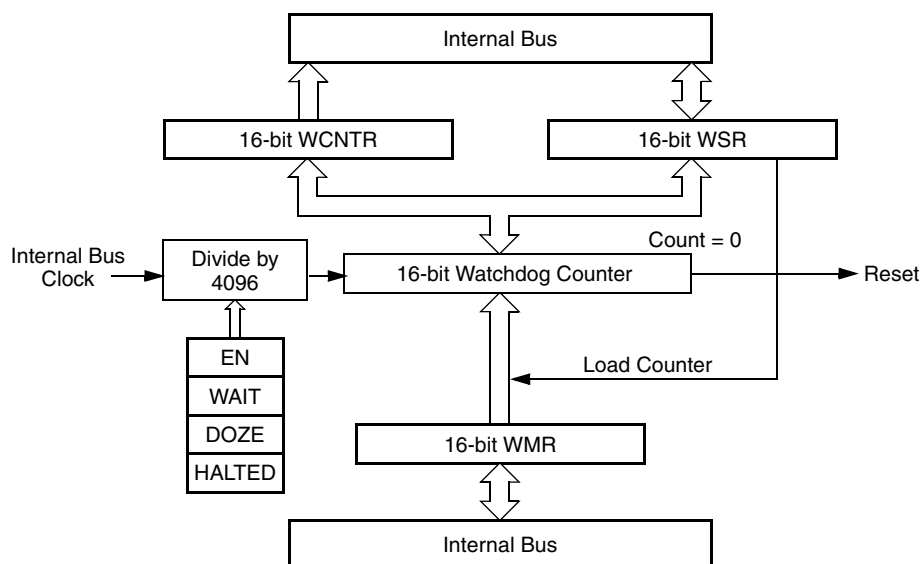 Internal Bus
16-bit WCNTR
16-bit WSR
Count = 0
Internal Bus
Clock
Divide by
4096
16-bit Watchdog Counter
Reset
EN
WAIT
DOZE
HALTED
Load Counter
16-bit WMR
Internal Bus